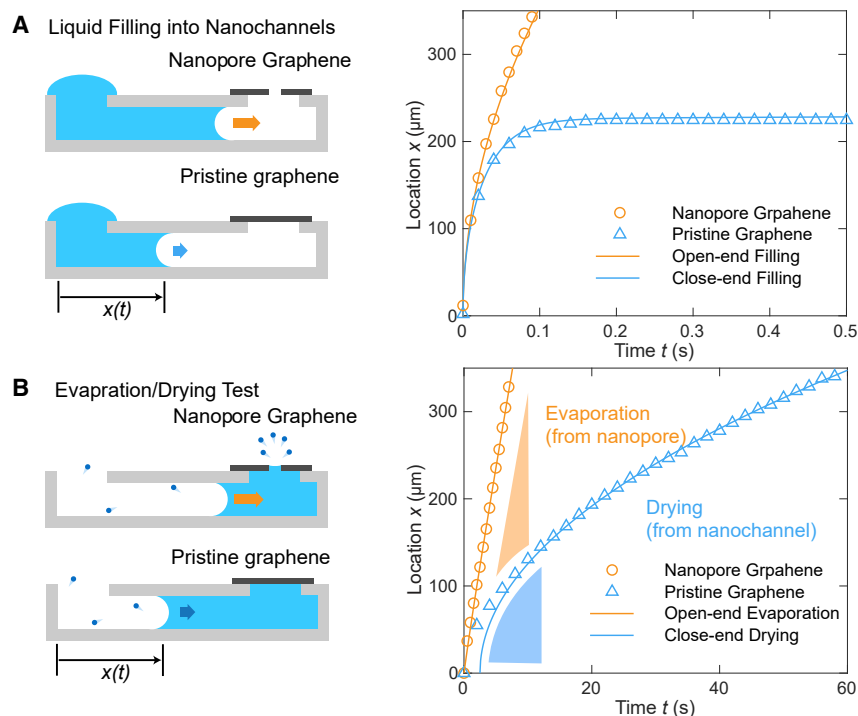 A Liquid Filling into Nanochannels
Nanopore Graphene
Pristine graphene
x(t)
Location x (μm)
300
200
100
0
0
0.1
0.2
0.3
0.4
0.5
Time t (s)
Nanopore Grpahene
Pristine Graphene
Open-end Filling
Close-end Filling
B Evapration/Drying Test
Nanopore Graphene
Pristine graphene
x(t)
Location x (μm)
300
200
100
0
0
20
40
60
Time t (s)
Evaporation
(from nanopore)
Drying
(from nanochannel)
Nanopore Grpahene
Pristine Graphene
Open-end Evaporation
Close-end Drying